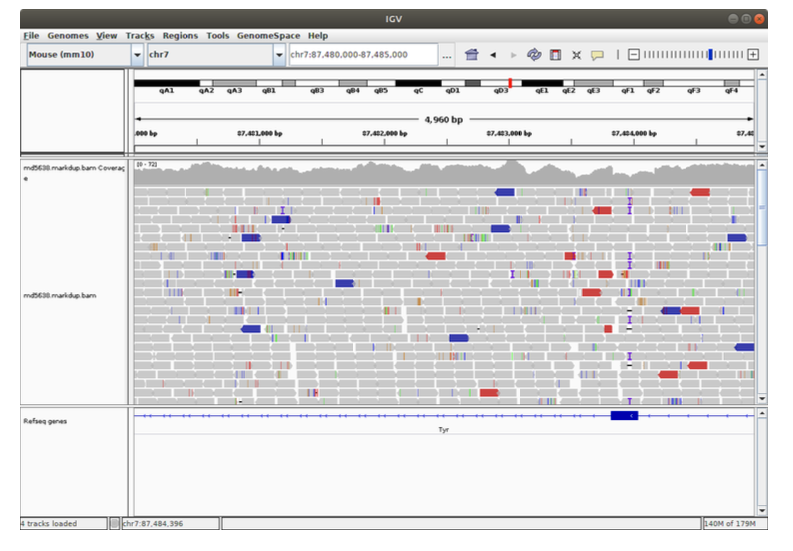 IGV
File Genomes View Tracks Regions Tools GenomeSpace Help
Mouse (mm10) chr7 chr7:87,480,000-87,485,000 ...
qA1 qA2 qA3 qB1 qB3 qB4 qB5 qC qD1 qD3 qE1 qE2 qE3 qF1 qF2 qF3 qF4
4,960 bp
,000 bp 87,481,000 bp 87,482,000 bp 87,483,000 bp 87,484,000 bp 87,48
[0 - 72]
md5638.markdup.bam Coverag
e
md5638.markdup.bam
Refseq genes
Tyr
4 tracks loaded chr7:87,484,396 140M of 179M